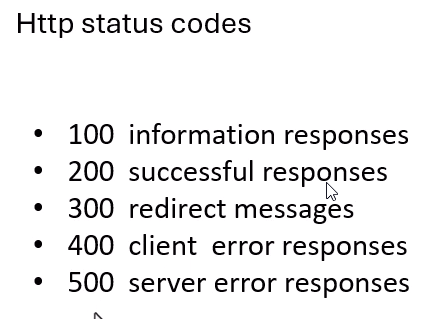 Http status codes
• 100 information responses
• 200 successful responses
• 300 redirect messages
• 400 client error responses
• 500 server error responses